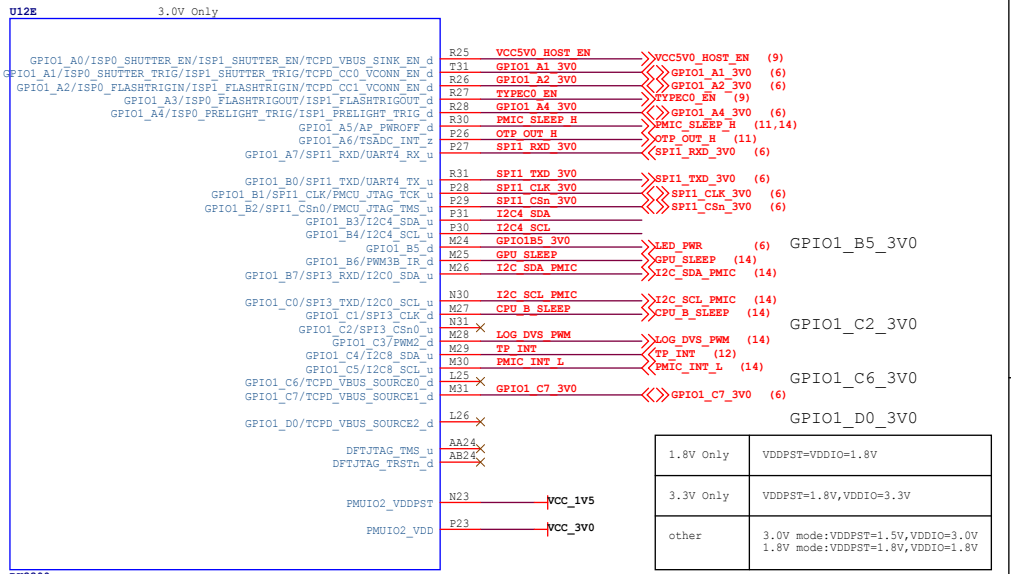 U12E 3.0V Only
GPIO1_A0/ISP0_SHUTTER_EN/ISP1_SHUTTER_EN/TCPD_VBUS_SINK_EN_d R25 VCC5V0_HOST_EN VCC5V0_HOST_EN (9)
GPIO1_A1/ISP0_SHUTTER_TRIG/ISP1_SHUTTER_TRIG/TCPD_CC0_VCONN_EN_d T31 GPIO1_A1_3V0 GPIO1_A1_3V0 (6)
GPIO1_A2/ISP0_FLASHTRIGIN/ISP1_FLASHTRIGIN/TCPD_CC1_VCONN_EN_d R26 GPIO1_A2_3V0 GPIO1_A2_3V0 (6)
GPIO1_A3/ISP0_FLASHTRIGOUT/ISP1_FLASHTRIGOUT_d R27 TYPEC0_EN TYPEC0_EN (9)
GPIO1_A4/ISP0_PRELIGHT_TRIG/ISP1_PRELIGHT_TRIG_d R28 GPIO1_A4_3V0 GPIO1_A4_3V0 (6)
GPIO1_A5/AP_PWROFF_d R30 PMIC_SLEEP_H PMIC_SLEEP_H (11,14)
GPIO1_A6/TSADC_INT_z P26 OTP_OUT_H OTP_OUT_H (11)
GPIO1_A7/SPI1_RXD/UART4_RX_u P27 SPI1_RXD_3V0 SPI1_RXD_3V0 (6)
GPIO1_B0/SPI1_TXD/UART4_TX_u R31 SPI1_TXD_3V0 SPI1_TXD_3V0 (6)
GPIO1_B1/SPI1_CLK/PMCU_JTAG_TCK_u P28 SPI1_CLK_3V0 SPI1_CLK_3V0 (6)
GPIO1_B2/SPI1_CSn0/PMCU_JTAG_TMS_u P29 SPI1_CSn_3V0 SPI1_CSn_3V0 (6)
GPIO1_B3/I2C4_SDA_u P31 I2C4_SDA
GPIO1_B4/I2C4_SCL_u P30 I2C4_SCL
GPIO1_B5_d M24 GPIO1B5_3V0 LED_PWR (6) GPIO1_B5_3V0
GPIO1_B6/PWM3B_IR_d M25 GPU_SLEEP GPU_SLEEP (14)
GPIO1_B7/SPI3_RXD/I2C0_SDA_u M26 I2C_SDA_PMIC I2C_SDA_PMIC (14)
GPIO1_C0/SPI3_TXD/I2C0_SCL_u N30 I2C_SCL_PMIC I2C_SCL_PMIC (14)
GPIO1_C1/SPI3_CLK_d M27 CPU_B_SLEEP CPU_B_SLEEP (14)
GPIO1_C2/SPI3_CSn0_u N31 GPIO1_C2_3V0
GPIO1_C3/PWM2_d M28 LOG_DVS_PWM LOG_DVS_PWM (14)
GPIO1_C4/I2C8_SDA_u M29 TP_INT TP_INT (12)
GPIO1_C5/I2C8_SCL_u M30 PMIC_INT_L PMIC_INT_L (14)
GPIO1_C6/TCPD_VBUS_SOURCE0_d L25 GPIO1_C6_3V0
GPIO1_C7/TCPD_VBUS_SOURCE1_d M31 GPIO1_C7_3V0 GPIO1_C7_3V0 (6)
GPIO1_D0/TCPD_VBUS_SOURCE2_d L26 GPIO1_D0_3V0
DFTJTAG_TMS_u AA24
DFTJTAG_TRSTn_d AB24
PMUIO2_VDDPST N23 VCC_1V5
PMUIO2_VDD P23 VCC_3V0
1.8V Only VDDPST=VDDIO=1.8V
3.3V Only VDDPST=1.8V,VDDIO=3.3V
other 3.0V mode:VDDPST=1.5V,VDDIO=3.0V
1.8V mode:VDDPST=1.8V,VDDIO=1.8V